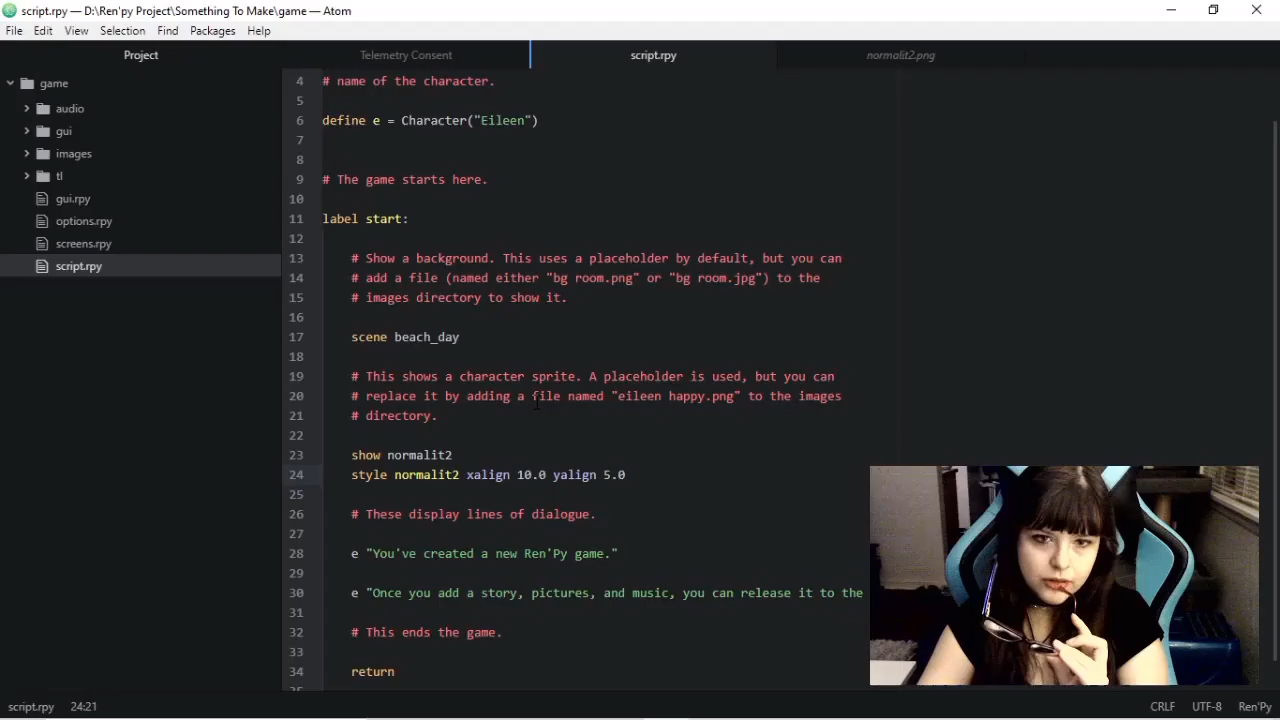 script.rpy — D:\Ren'py Project\Something To Make\game — Atom
File Edit View Selection Find Packages Help
Project
Telemetry Consent
script.rpy
normalit2.png
game
audio
gui
images
tl
gui.rpy
options.rpy
screens.rpy
script.rpy
4 # name of the character.
5
6 define e = Character("Eileen")
7
8
9 # The game starts here.
10
11 label start:
12
13 # Show a background. This uses a placeholder by default, but you can
14 # add a file (named either "bg room.png" or "bg room.jpg") to the
15 # images directory to show it.
16
17 scene beach_day
18
19 # This shows a character sprite. A placeholder is used, but you can
20 # replace it by adding a file named "eileen happy.png" to the images
21 # directory.
22
23 show normalit2
24 style normalit2 xalign 10.0 yalign 5.0
25
26 # These display lines of dialogue.
27
28 e "You've created a new Ren'Py game."
29
30 e "Once you add a story, pictures, and music, you can release it to the
31
32 # This ends the game.
33
34 return
script.rpy 24:21
CRLF UTF-8 Ren'Py